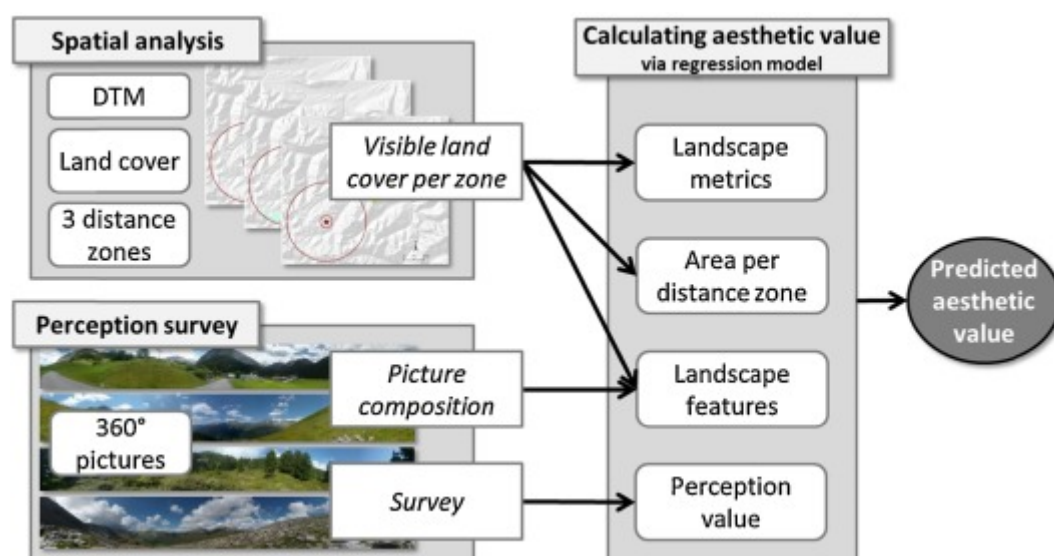 Spatial analysis
DTM
Land cover
3 distance
zones
Visible land
cover per zone
Perception survey
360°
pictures
Picture
composition
Survey
Calculating aesthetic value
via regression model
Landscape
metrics
Area per
distance zone
Landscape
features
Perception
value
Predicted
aesthetic
value